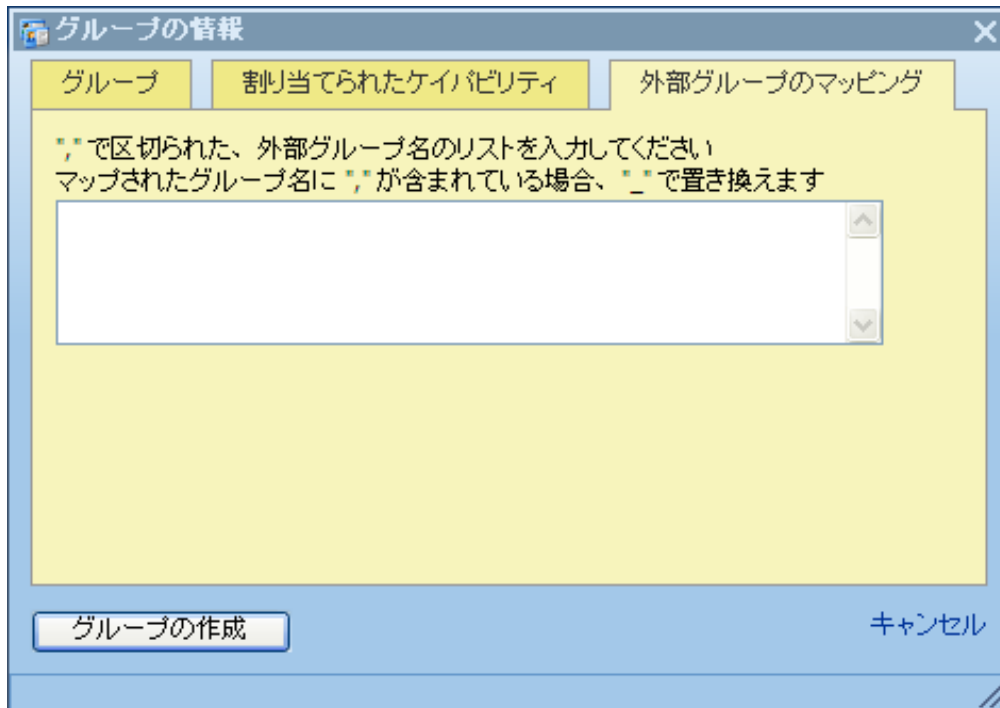 グループの情報
グループ
割り当てられたケイパビリティ
外部グループのマッピング
"," で区切られた、外部グループ名のリストを入力してください
マップされたグループ名に "," が含まれている場合、"_" で置き換えます
グループの作成
キャンセル